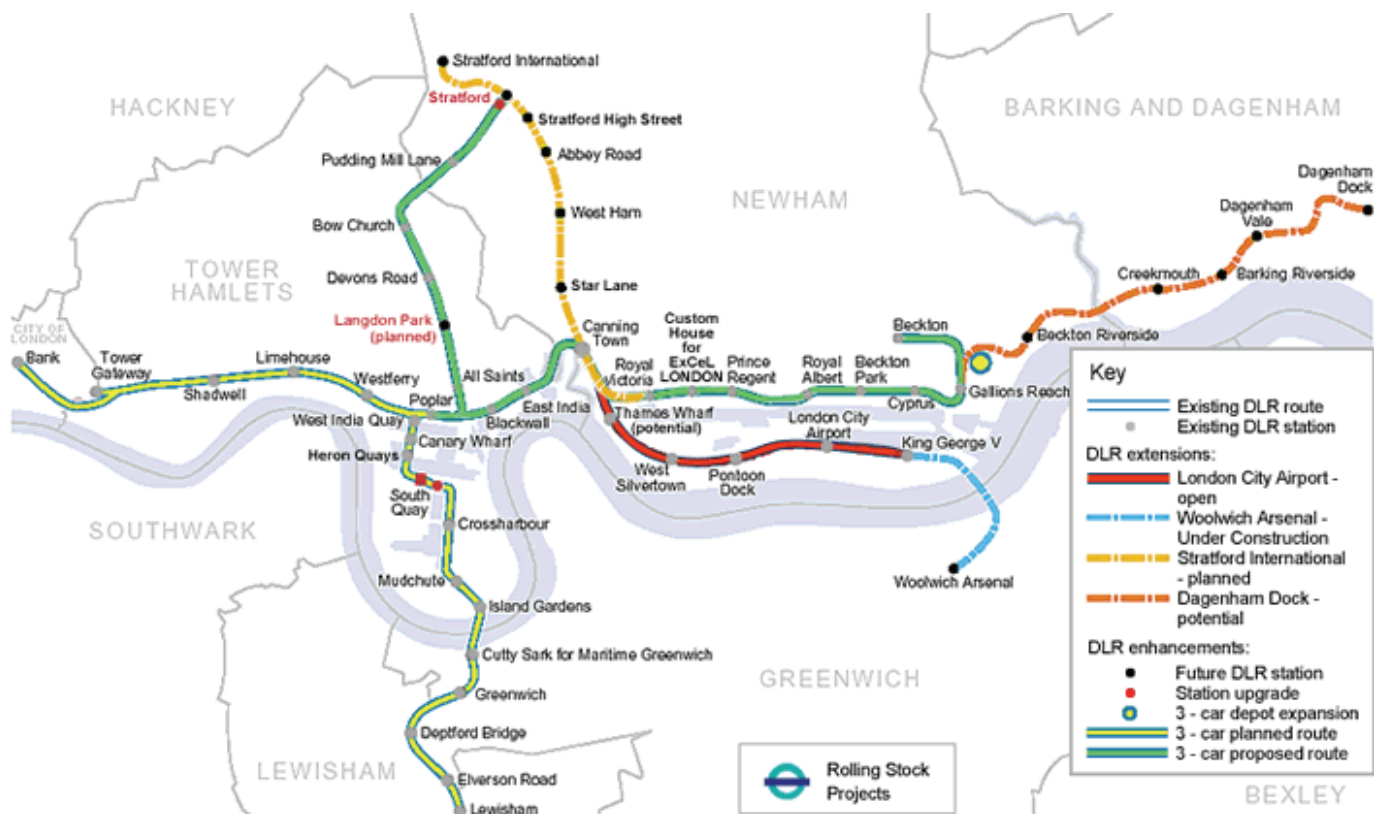 Stratford International
HACKNEY
Stratford
BARKING AND DAGENHAM
Stratford High Street
Abbey Road
Pudding Mill Lane
Dagenham
Dock
NEWHAM
Dagenham
Vale
West Ham
Bow Church
TOWER
HAMLETS
Devons Road
Creekmouth
Barking Riverside
Star Lane
Langdon Park
(planned)
CITY OF
LONDON
Bank
Tower
Gateway
Limehouse
Shadwell
Westferry
All Saints
Canning
Town
Custom
House
for
ExCeL
LONDON
Royal
Victoria
Prince
Regent
Royal
Albert
Beckton
Beckton
Park
Cyprus
Beckton Riverside
Gallions Reach
Poplar
West India Quay
Blackwall
East India
Canary Wharf
Heron Quays
South
Quay
Thames Wharf
(potential)
London City
Airport
King George V
West
Silvertown
Pontoon
Dock
SOUTHWARK
Crossharbour
Mudchute
Island Gardens
Woolwich Arsenal
Cutty Sark for Maritime Greenwich
GREENWICH
Greenwich
Deptford Bridge
LEWISHAM
Elverson Road
Lewisham
Rolling Stock
Projects
Key
Existing DLR route
Existing DLR station
DLR extensions:
London City Airport -
open
Woolwich Arsenal -
Under Construction
Stratford International
- planned
Dagenham Dock -
potential
DLR enhancements:
Future DLR station
Station upgrade
3 - car depot expansion
3 - car planned route
3 - car proposed route
BEXLEY